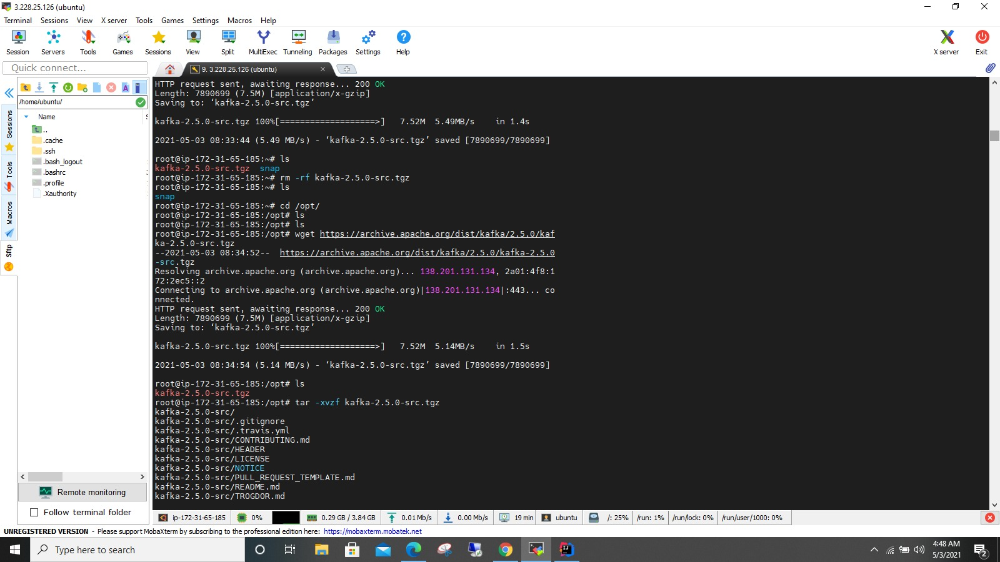 3.228.25.126 (ubuntu)
Terminal Sessions View X server Tools Games Settings Macros Help
Session Servers Tools Games Sessions View Split MultiExec Tunneling Packages Settings Help X server Exit
Quick connect...
9. 3.228.25.126 (ubuntu)
/home/ubuntu/
Name
..
.cache
.ssh
.bash_logout
.bashrc
.profile
.Xauthority
Sessions
Tools
Macros
Sftp
Remote monitoring
Follow terminal folder
HTTP request sent, awaiting response... 200 OK
Length: 7890699 (7.5M) [application/x-gzip]
Saving to: ‘kafka-2.5.0-src.tgz’
kafka-2.5.0-src.tgz 100%[===================>] 7.52M 5.49MB/s in 1.4s
2021-05-03 08:33:44 (5.49 MB/s) - ‘kafka-2.5.0-src.tgz’ saved [7890699/7890699]
root@ip-172-31-65-185:~# ls
kafka-2.5.0-src.tgz snap
root@ip-172-31-65-185:~# rm -rf kafka-2.5.0-src.tgz
root@ip-172-31-65-185:~# ls
snap
root@ip-172-31-65-185:~# cd /opt/
root@ip-172-31-65-185:/opt# ls
root@ip-172-31-65-185:/opt# ls
root@ip-172-31-65-185:/opt# wget https://archive.apache.org/dist/kafka/2.5.0/kaf
ka-2.5.0-src.tgz
--2021-05-03 08:34:52-- https://archive.apache.org/dist/kafka/2.5.0/kafka-2.5.0
-src.tgz
Resolving archive.apache.org (archive.apache.org)... 138.201.131.134, 2a01:4f8:1
72:2ec5::2
Connecting to archive.apache.org (archive.apache.org)|138.201.131.134|:443... co
nnected.
HTTP request sent, awaiting response... 200 OK
Length: 7890699 (7.5M) [application/x-gzip]
Saving to: ‘kafka-2.5.0-src.tgz’
kafka-2.5.0-src.tgz 100%[===================>] 7.52M 5.14MB/s in 1.5s
2021-05-03 08:34:54 (5.14 MB/s) - ‘kafka-2.5.0-src.tgz’ saved [7890699/7890699]
root@ip-172-31-65-185:/opt# ls
kafka-2.5.0-src.tgz
root@ip-172-31-65-185:/opt# tar -xvzf kafka-2.5.0-src.tgz
kafka-2.5.0-src/
kafka-2.5.0-src/.gitignore
kafka-2.5.0-src/.travis.yml
kafka-2.5.0-src/CONTRIBUTING.md
kafka-2.5.0-src/HEADER
kafka-2.5.0-src/LICENSE
kafka-2.5.0-src/NOTICE
kafka-2.5.0-src/PULL_REQUEST_TEMPLATE.md
kafka-2.5.0-src/README.md
kafka-2.5.0-src/TROGDOR.md
ip-172-31-65-185 0% 0.29 GB / 3.84 GB 0.01 Mb/s 0.00 Mb/s 19 min ubuntu /: 25% /run: 1% /run/lock: 0% /run/user/1000: 0%
UNREGISTERED VERSION - Please support MobaXterm by subscribing to the professional edition here: https://mobaxterm.mobatek.net
Type here to search
4:48 AM
5/3/2021
2